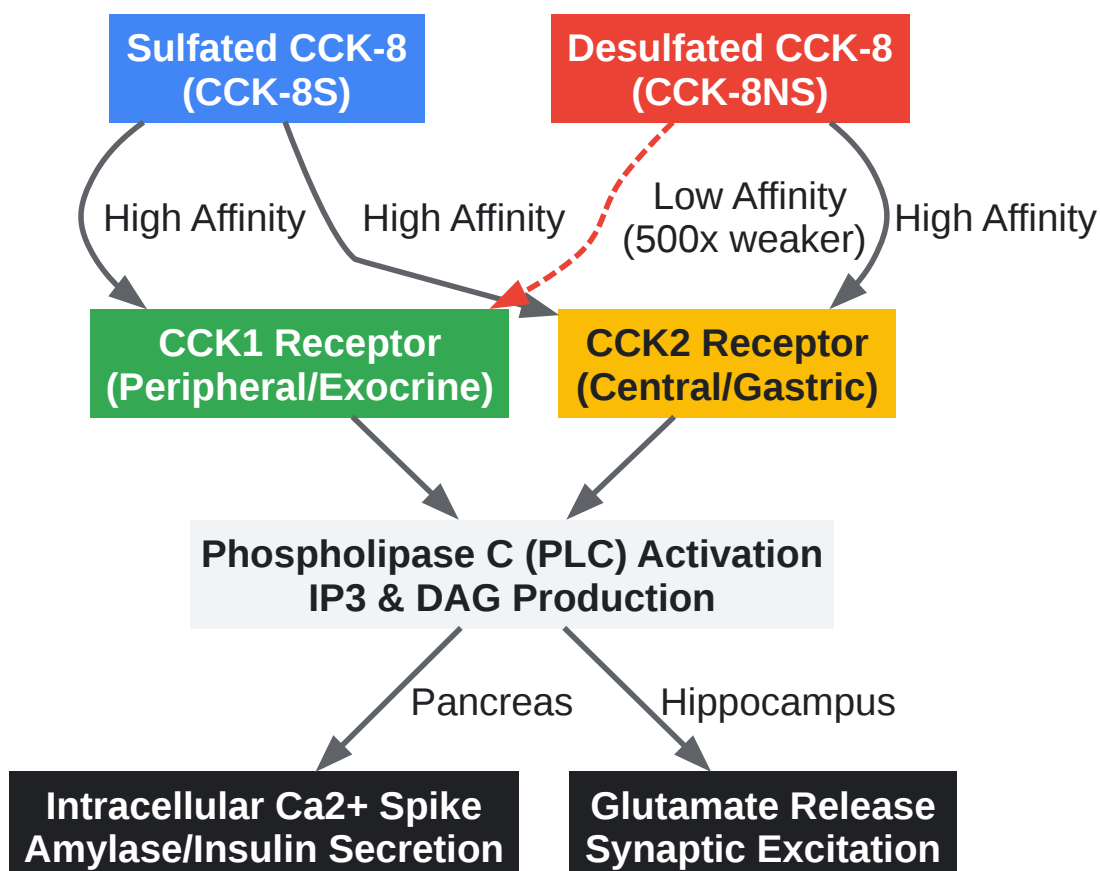 Sulfated CCK-8
(CCK-8S)
Desulfated CCK-8
(CCK-8NS)
High Affinity
High Affinity
Low Affinity
(500x weaker)
High Affinity
CCK1 Receptor
(Peripheral/Exocrine)
CCK2 Receptor
(Central/Gastric)
Phospholipase C (PLC) Activation
IP3 & DAG Production
Pancreas
Hippocampus
Intracellular Ca2+ Spike
Amylase/Insulin Secretion
Glutamate Release
Synaptic Excitation